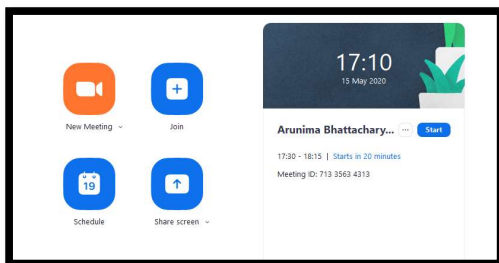 New Meeting
Join
19
Schedule
Share screen
17:10
15 May 2020
Arunima Bhattachary... ... Start
17:30 - 18:15 | Starts in 20 minutes
Meeting ID: 713 3563 4313